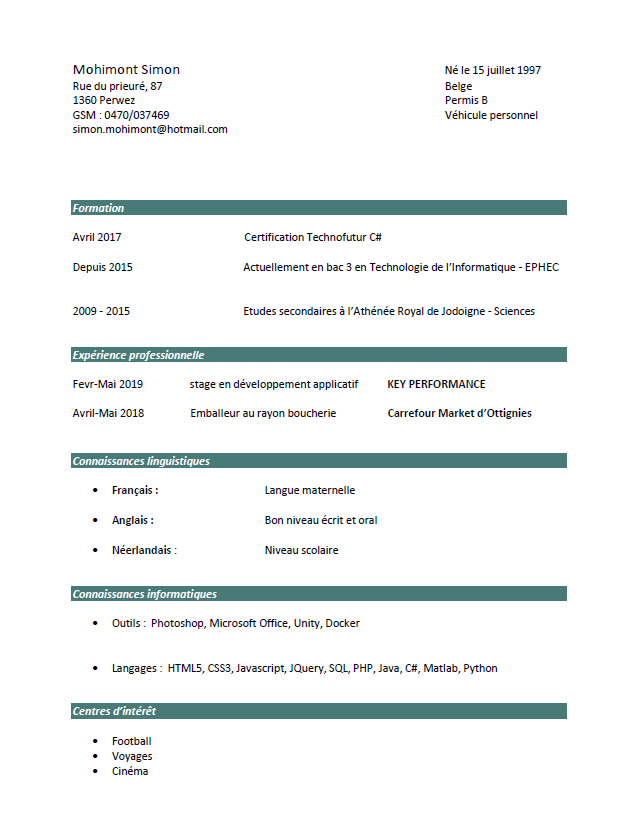 Mohimont Simon Né le 15 juillet 1997
Rue du prieuré, 87 Belge
1360 Perwez Permis B
GSM : 0470/037469 Véhicule personnel
simon.mohimont@hotmail.com
Formation
Avril 2017 Certification Technofutur C#
Depuis 2015 Actuellement en bac 3 en Technologie de l’Informatique - EPHEC
2009 - 2015 Etudes secondaires à l’Athénée Royal de Jodoigne - Sciences
Expérience professionnelle
Fevr-Mai 2019 stage en développement applicatif KEY PERFORMANCE
Avril-Mai 2018 Emballeur au rayon boucherie Carrefour Market d’Ottignies
Connaissances linguistiques
• Français : Langue maternelle
• Anglais : Bon niveau écrit et oral
• Néerlandais : Niveau scolaire
Connaissances informatiques
• Outils : Photoshop, Microsoft Office, Unity, Docker
• Langages : HTML5, CSS3, Javascript, JQuery, SQL, PHP, Java, C#, Matlab, Python
Centres d’intérêt
• Football
• Voyages
• Cinéma